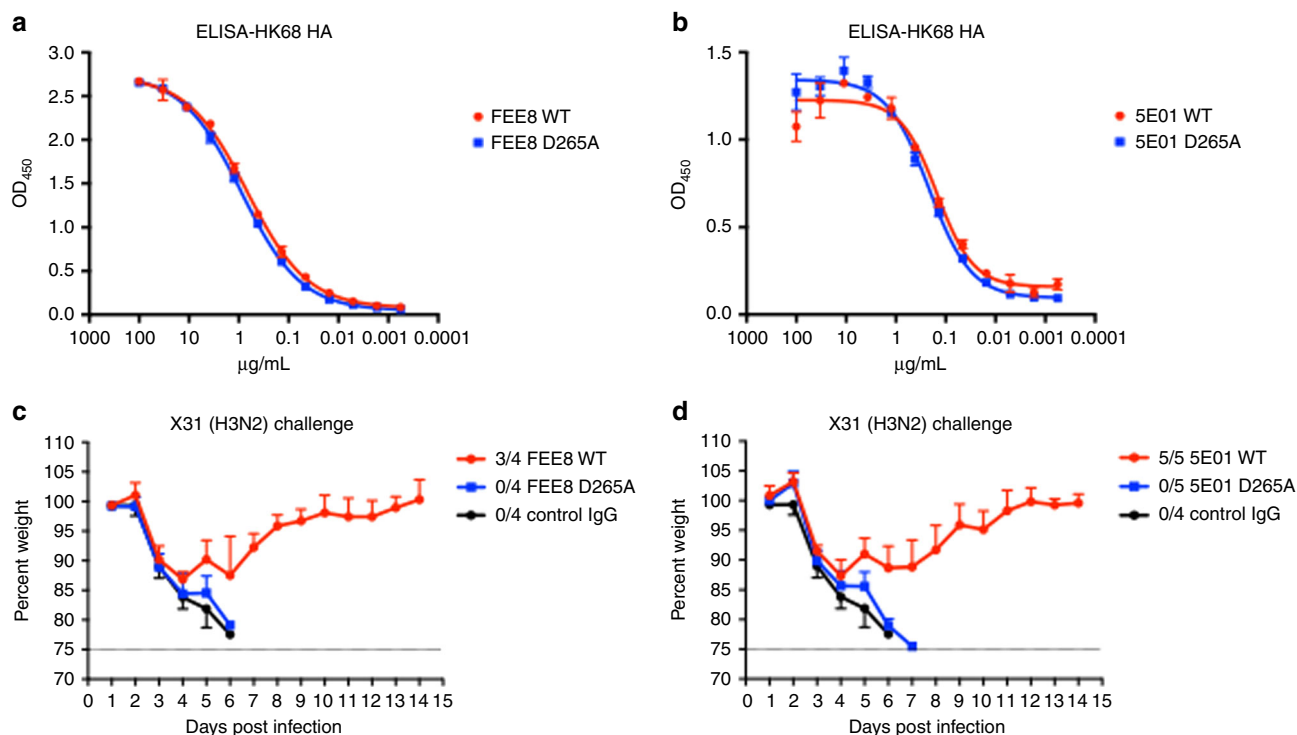 a
ELISA-HK68 HA
3.0
2.5
2.0
1.5
1.0
0.5
0.0
OD450
1000 100 10 1 0.1 0.01 0.001 0.0001
µg/mL
FEE8 WT
FEE8 D265A
b
ELISA-HK68 HA
1.5
1.0
0.5
0.0
OD450
1000 100 10 1 0.1 0.01 0.001 0.0001
µg/mL
5E01 WT
5E01 D265A
c
X31 (H3N2) challenge
110
105
100
95
90
85
80
75
70
Percent weight
0 1 2 3 4 5 6 7 8 9 10 11 12 13 14 15
Days post infection
3/4 FEE8 WT
0/4 FEE8 D265A
0/4 control IgG
d
X31 (H3N2) challenge
110
105
100
95
90
85
80
75
70
Percent weight
0 1 2 3 4 5 6 7 8 9 10 11 12 13 14 15
Days post infection
5/5 5E01 WT
0/5 5E01 D265A
0/4 control IgG